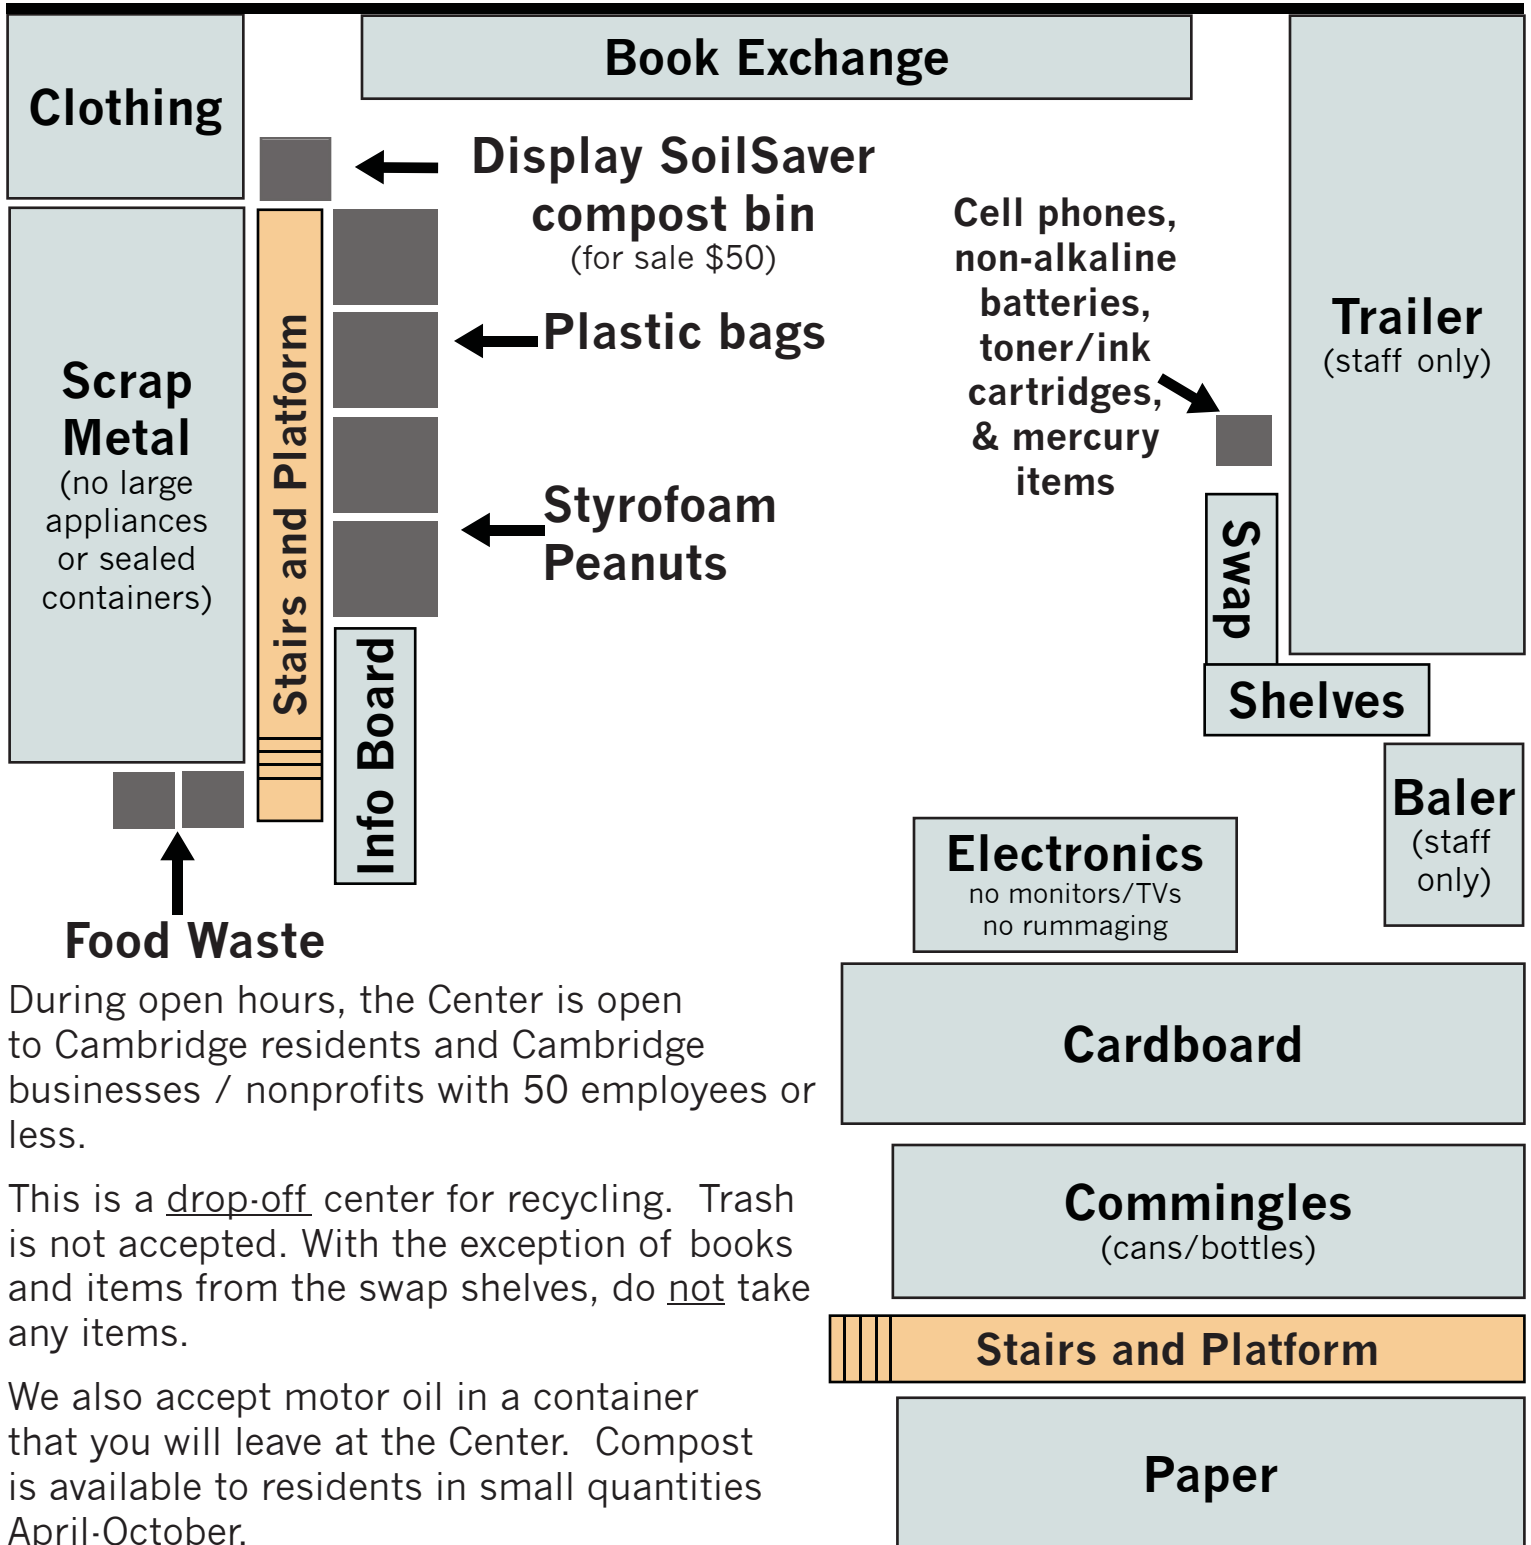 Book Exchange
Clothing
Display SoilSaver
compost bin
(for sale $50)
Cell phones,
non-alkaline
batteries,
toner/ink
cartridges,
& mercury
items
Trailer
(staff only)
Plastic bags
Scrap
Metal
(no large
appliances
or sealed
containers)
Stairs and Platform
Styrofoam
Peanuts
Swap
Shelves
Info Board
Baler
(staff
only)
Electronics
no monitors/TVs
no rummaging
Food Waste
Cardboard
During open hours, the Center is open
to Cambridge residents and Cambridge
businesses / nonprofits with 50 employees or
less.
This is a drop-off center for recycling.  Trash
is not accepted. With the exception of books
and items from the swap shelves, do not take
any items.
We also accept motor oil in a container
that you will leave at the Center.  Compost
is available to residents in small quantities
April-October.
Commingles
(cans/bottles)
Stairs and Platform
Paper